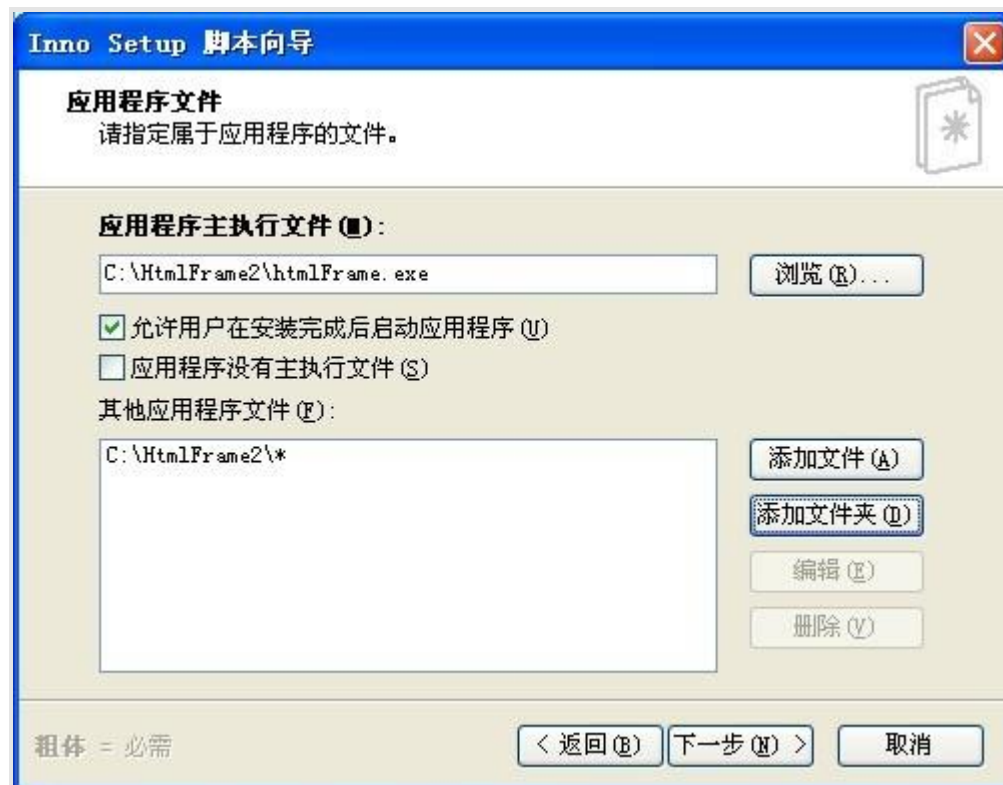 Inno Setup 脚本向导
应用程序文件
请指定属于应用程序的文件。
应用程序主执行文件(M):
C:\HtmlFrame2\htmlFrame.exe
浏览(R)...
允许用户在安装完成后启动应用程序(U)
应用程序没有主执行文件(S)
其他应用程序文件(F):
C:\HtmlFrame2\*
添加文件(A)
添加文件夹(D)
编辑(E)
删除(V)
粗体 = 必需
< 返回(B)
下一步(N) >
取消